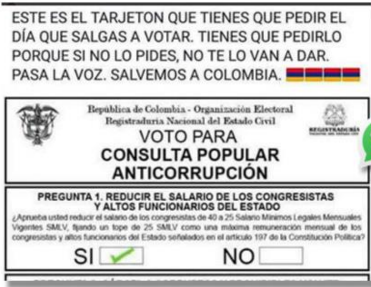 ESTE ES EL TARJETON QUE TIENES QUE PEDIR EL
DÍA QUE SALGAS A VOTAR. TIENES QUE PEDIRLO
PORQUE SI NO LO PIDES, NO TE LO VAN A DAR.
PASA LA VOZ. SALVEMOS A COLOMBIA.
República de Colombia - Organización Electoral
Registraduría Nacional del Estado Civil
REGISTRADURÍA
VOTO PARA
CONSULTA POPULAR
ANTICORRUPCIÓN
PREGUNTA 1. REDUCIR EL SALARIO DE LOS CONGRESISTAS
Y ALTOS FUNCIONARIOS DEL ESTADO
¿Aprueba usted reducir el salario de los congresistas de 40 a 25 Salario Mínimos Legales Mensuales
Vigentes SMLV, fijando un tope de 25 SMLV como una máxima remuneración mensual de los
congresistas y altos funcionarios del Estado señalados en el artículo 197 de la Constitución Política?
SI NO